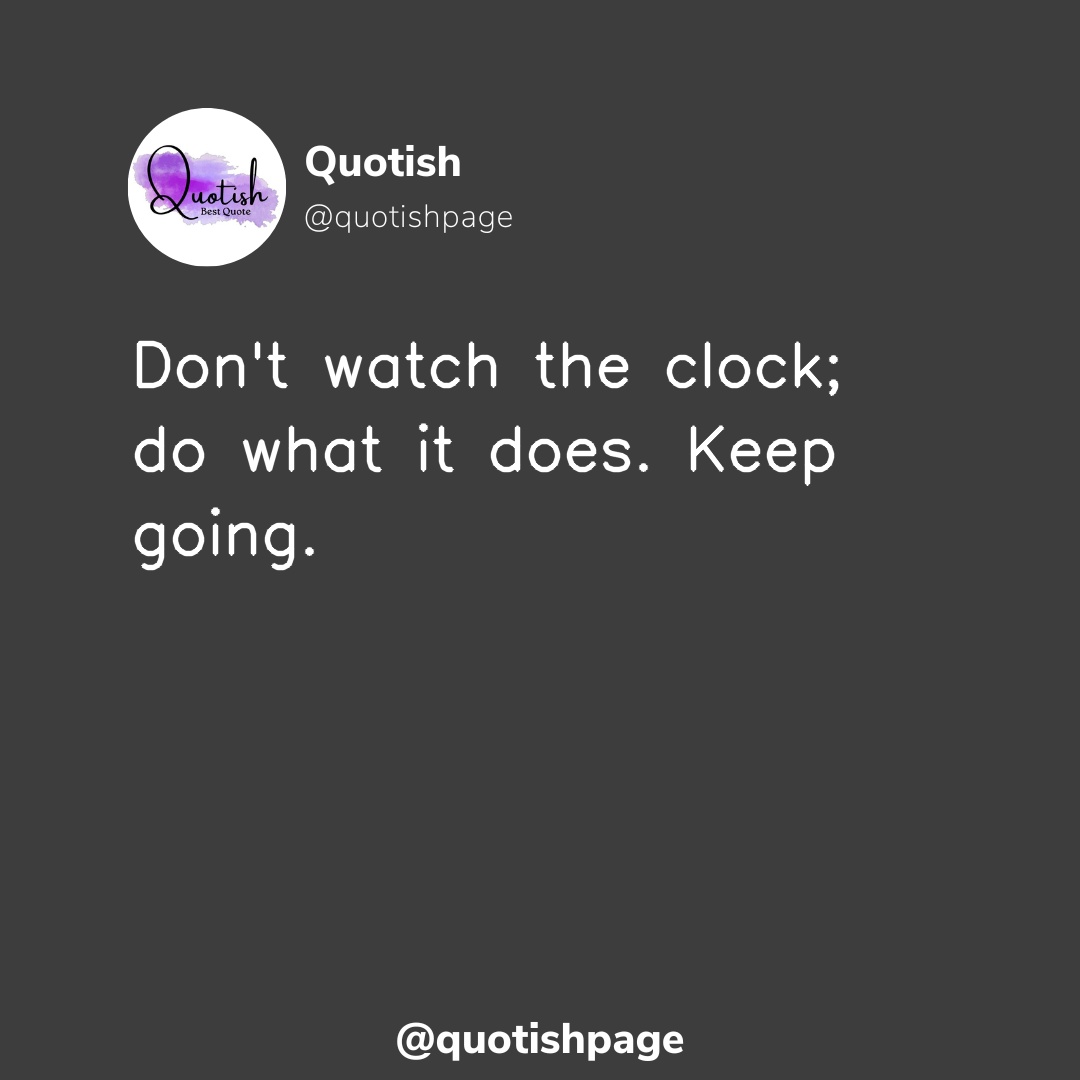 Quotish
Best Quote
Quotish
@quotishpage
Don't watch the clock;
do what it does. Keep
going.
@quotishpage